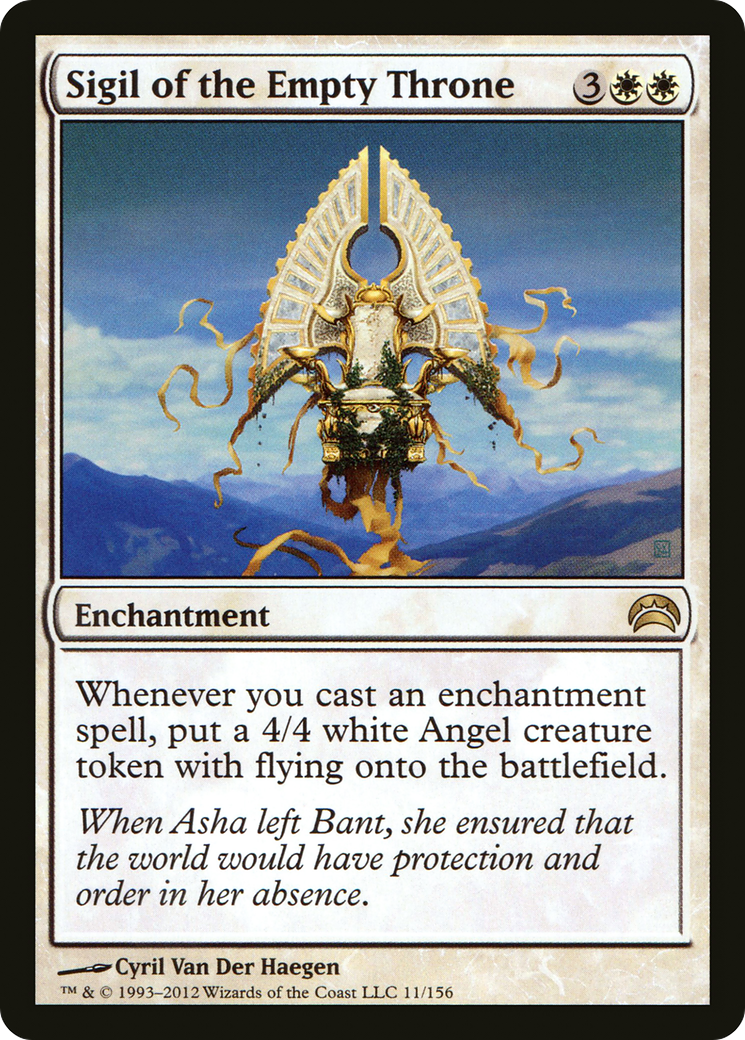 Sigil of the Empty Throne 3
Enchantment
Whenever you cast an enchantment
spell, put a 4/4 white Angel creature
token with flying onto the battlefield.
When Asha left Bant, she ensured that
the world would have protection and
order in her absence.
Cyril Van Der Haegen
™ & © 1993–2012 Wizards of the Coast LLC 11/156